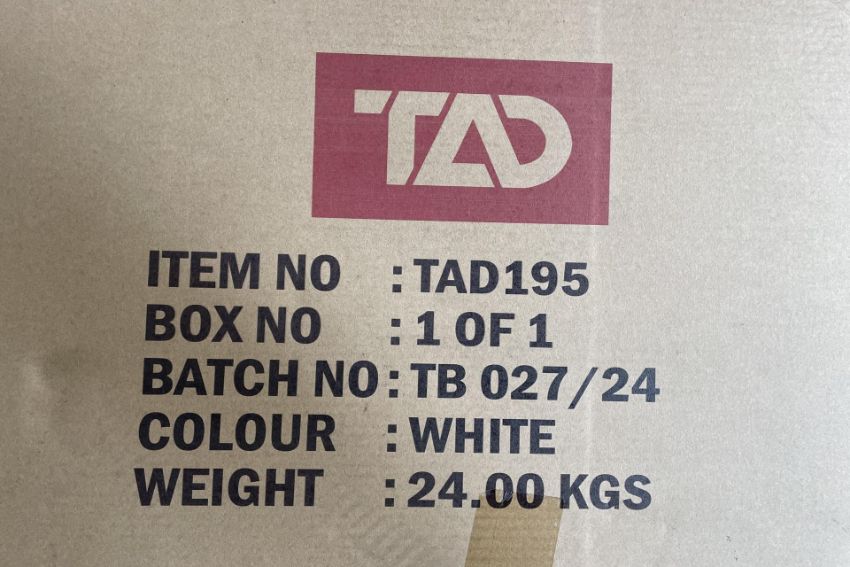 TAD
ITEM NO : TAD195
BOX NO : 1 OF 1
BATCH NO : TB 027/24
COLOUR : WHITE
WEIGHT : 24.00 KGS